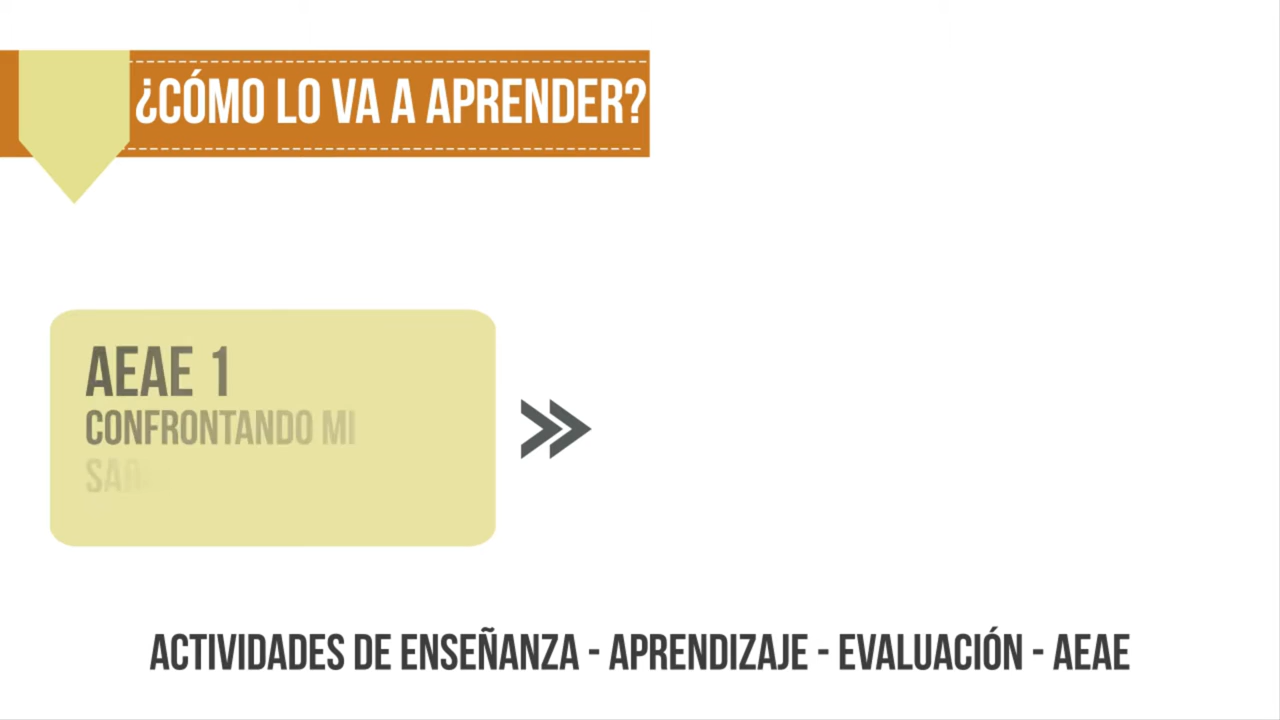 ¿CÓMO LO VA A APRENDER?
AEAE 1
CONFRONTANDO MI
ACTIVIDADES DE ENSEÑANZA - APRENDIZAJE - EVALUACIÓN - AEAE